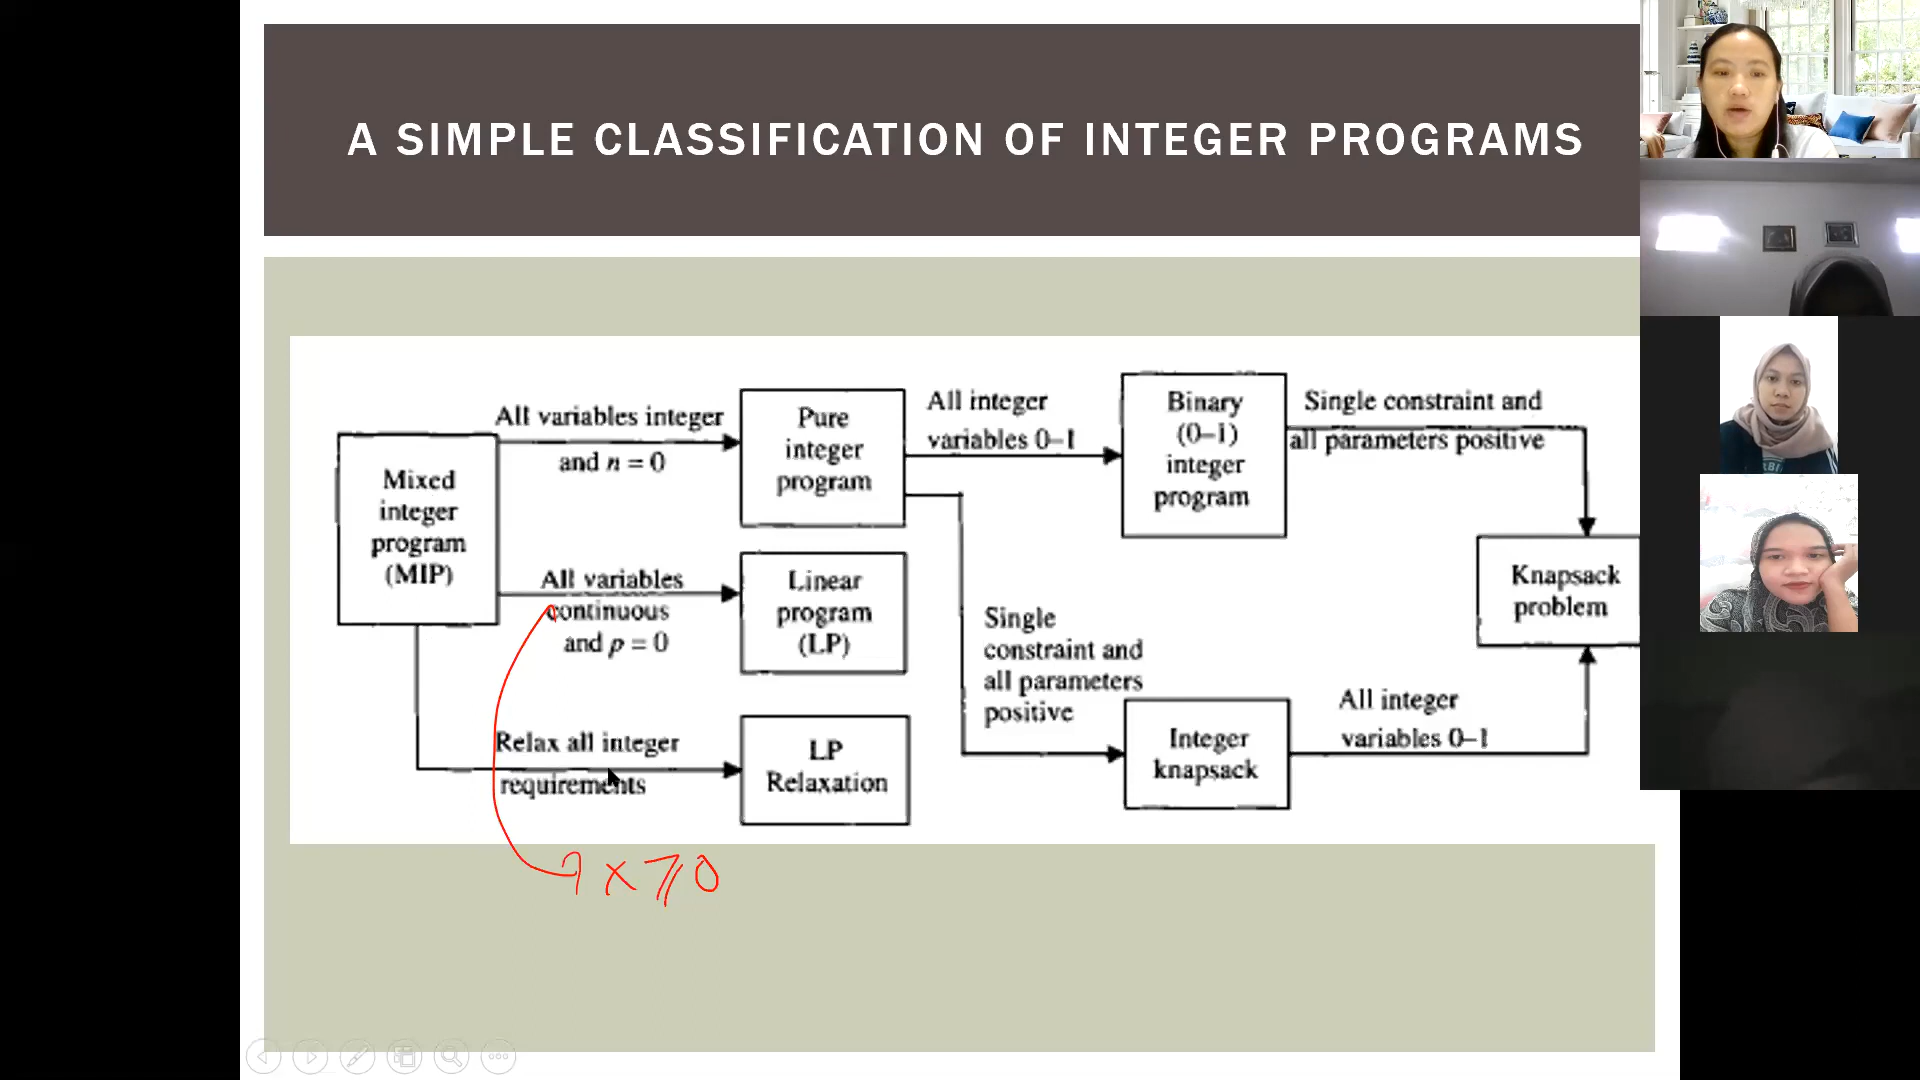 A SIMPLE CLASSIFICATION OF INTEGER PROGRAMS
Mixed
integer
program
(MIP)
All variables integer
and n = 0
Pure
integer
program
All integer
variables 0–1
Binary
(0–1)
integer
program
Single constraint and
all parameters positive
All variables
continuous
and p = 0
Linear
program
(LP)
Single
constraint and
all parameters
positive
Knapsack
problem
Relax all integer
requirements
LP
Relaxation
Integer
knapsack
All integer
variables 0–1
x ⩾ 0